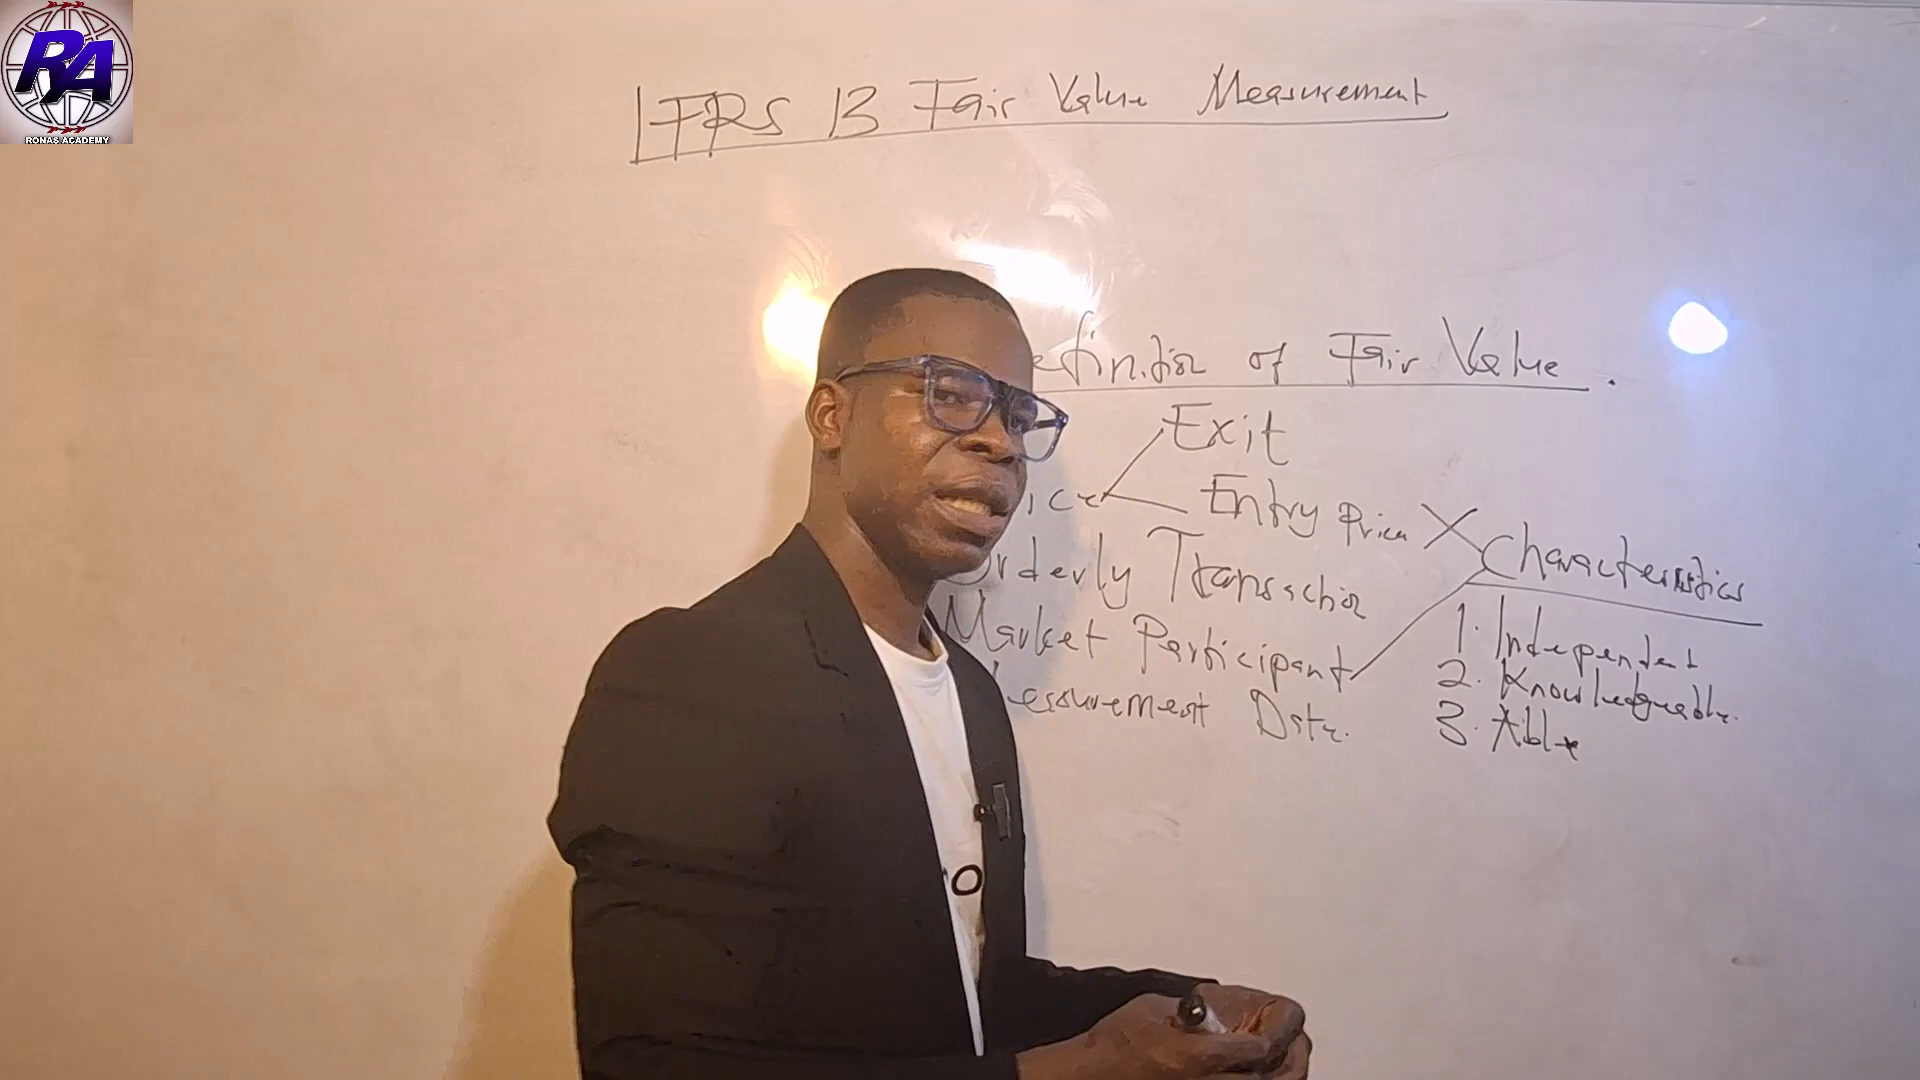 RA
RONAS ACADEMY
IFRS 13 Fair Value Measurement
efinition of Fair Value.
Exit
ice
Entry Price X
Orderly Transaction
Market Participant
easurement Date.
Characteristics
1. Independent
2. Knowledgeable.
3. Able
O